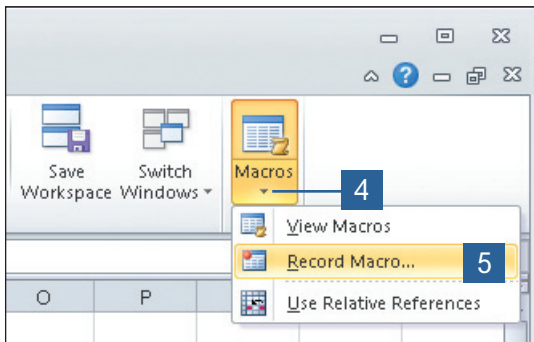 ?
Save Switch Macros
Workspace Windows
4
View Macros
Record Macro... 5
Use Relative References
O P